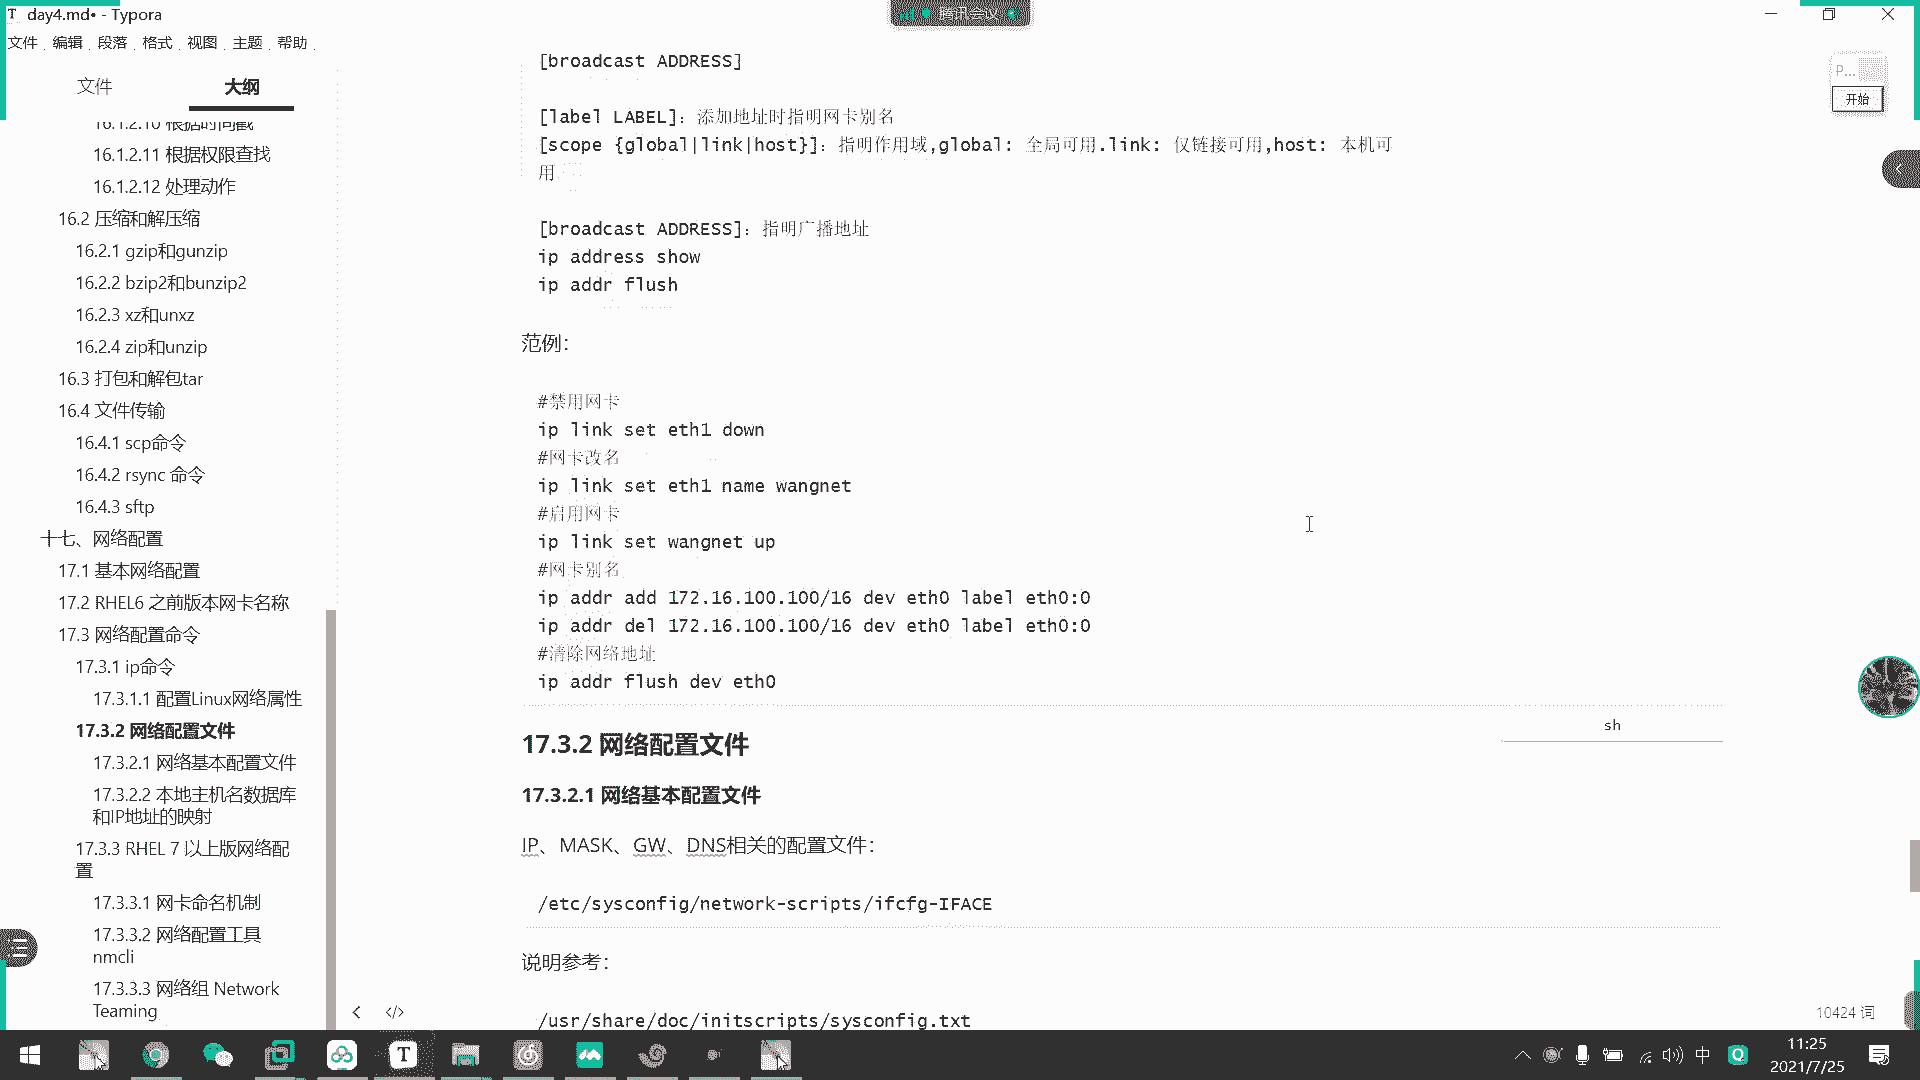 day4.md• - Typora
腾讯会议
文件 编辑 段落 格式 视图 主题 帮助
文件 大纲
16.1.2.10 根据时间戳
16.1.2.11 根据权限查找
16.1.2.12 处理动作
16.2 压缩和解压缩
16.2.1 gzip和gunzip
16.2.2 bzip2和bunzip2
16.2.3 xz和unxz
16.2.4 zip和unzip
16.3 打包和解包tar
16.4 文件传输
16.4.1 scp命令
16.4.2 rsync 命令
16.4.3 sftp
十七、网络配置
17.1 基本网络配置
17.2 RHEL6 之前版本网卡名称
17.3 网络配置命令
17.3.1 ip命令
17.3.1.1 配置Linux网络属性
17.3.2 网络配置文件
17.3.2.1 网络基本配置文件
17.3.2.2 本地主机名数据库
和IP地址的映射
17.3.3 RHEL 7 以上版网络配
置
17.3.3.1 网卡命名机制
17.3.3.2 网络配置工具
nmcli
17.3.3.3 网络组 Network
Teaming
[broadcast ADDRESS]
[label LABEL]：添加地址时指明网卡别名
[scope {global|link|host}]：指明作用域,global: 全局可用.link: 仅链接可用,host: 本机可
用
[broadcast ADDRESS]：指明广播地址
ip address show
ip addr flush
范例：
#禁用网卡
ip link set eth1 down
#网卡改名
ip link set eth1 name wangnet
#启用网卡
ip link set wangnet up
#网卡别名
ip addr add 172.16.100.100/16 dev eth0 label eth0:0
ip addr del 172.16.100.100/16 dev eth0 label eth0:0
#清除网络地址
ip addr flush dev eth0
sh
17.3.2 网络配置文件
17.3.2.1 网络基本配置文件
IP、MASK、GW、DNS相关的配置文件：
/etc/sysconfig/network-scripts/ifcfg-IFACE
说明参考：
/usr/share/doc/initscripts/sysconfig.txt
10424 词
P...
开始
中
11:25
2021/7/25